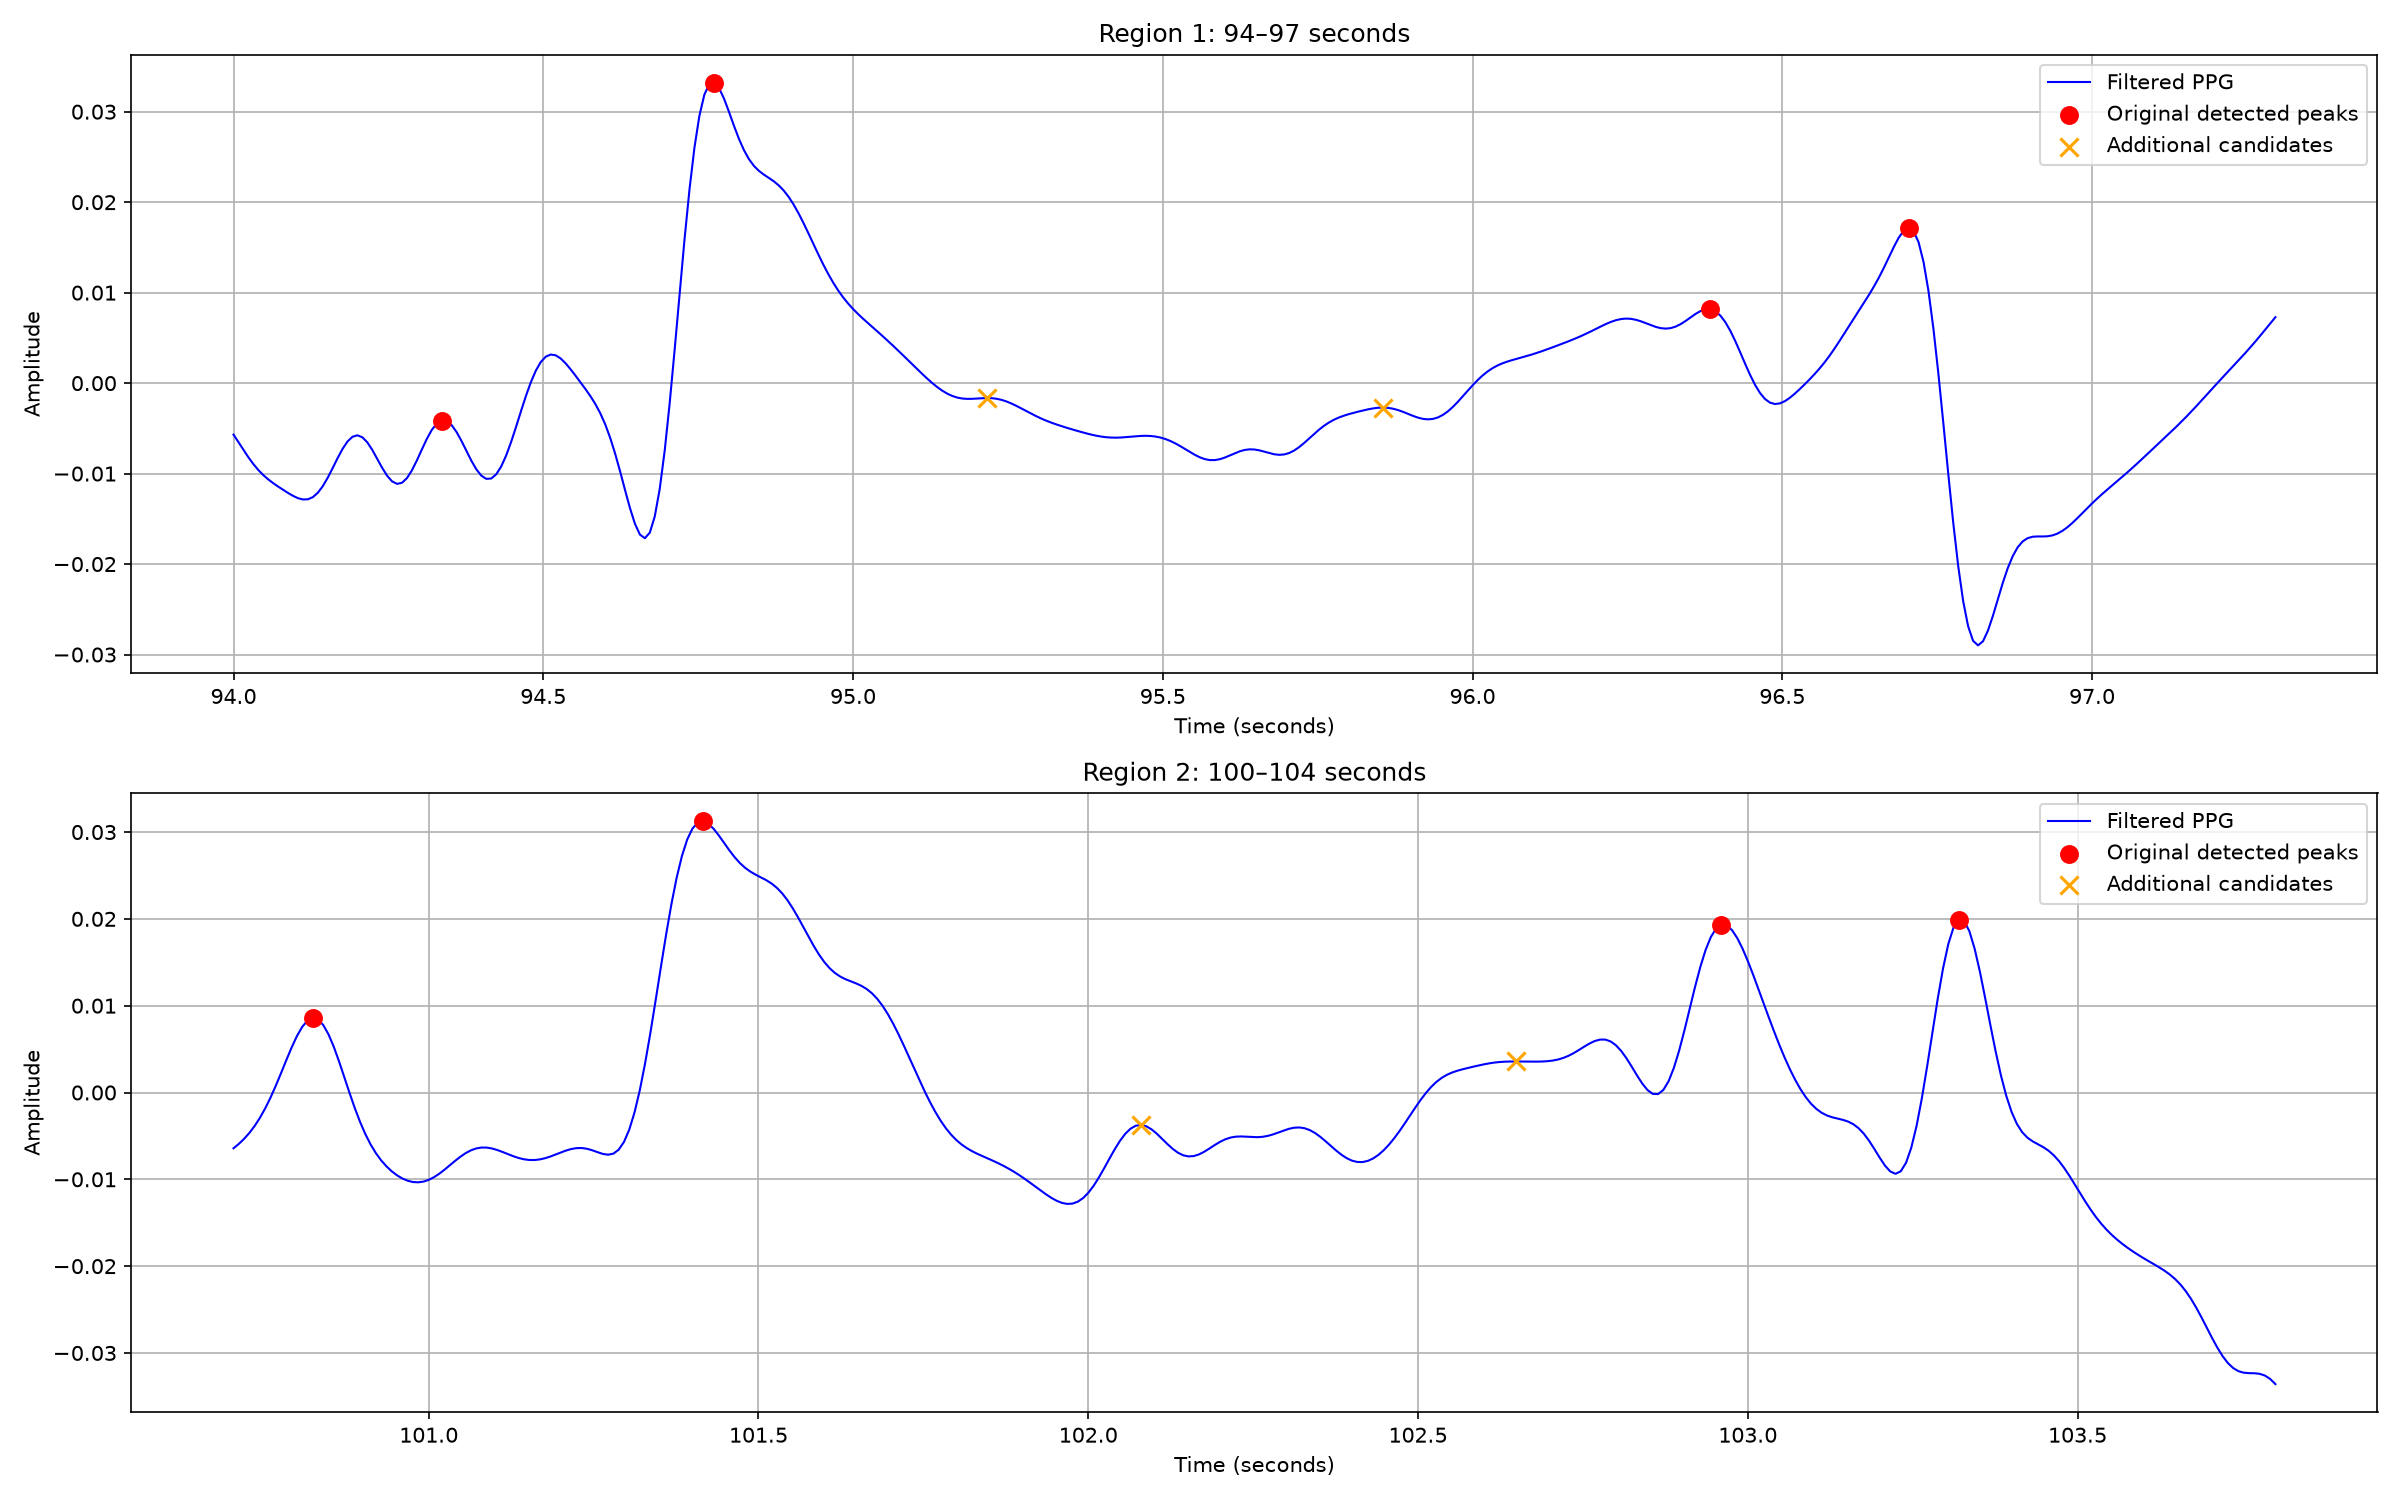 Region 1: 94–97 seconds
Filtered PPG
Original detected peaks
Additional candidates
Amplitude
0.03
0.02
0.01
0.00
−0.01
−0.02
−0.03
94.0 94.5 95.0 95.5 96.0 96.5 97.0
Time (seconds)
Region 2: 100–104 seconds
Filtered PPG
Original detected peaks
Additional candidates
Amplitude
0.03
0.02
0.01
0.00
−0.01
−0.02
−0.03
101.0 101.5 102.0 102.5 103.0 103.5
Time (seconds)